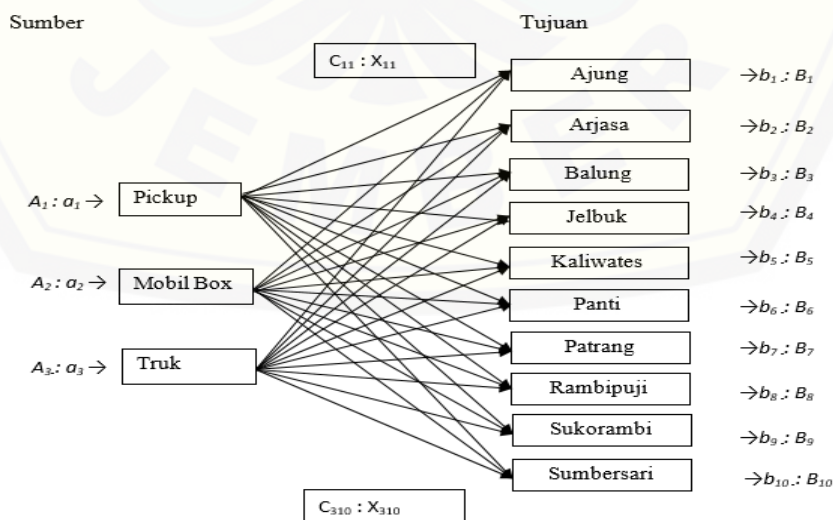 Sumber
Tujuan
C₁₁ : X₁₁
Ajung
→b₁.: B₁
Arjasa
→b₂.: B₂
Balung
→b₃.: B₃
A₁ : a₁ →
Pickup
Jelbuk
→b₄.: B₄
Kaliwates
→b₅.: B₅
A₂ : a₂ →
Mobil Box
Panti
→b₆.: B₆
Patrang
→b₇.: B₇
A₃.: a₃ →
Truk
Rambipuji
→b₈.: B₈
Sukorambi
→b₉.: B₉
Sumbersari
→b₁₀.: B₁₀
C₃₁₀ : X₃₁₀
JEMBER